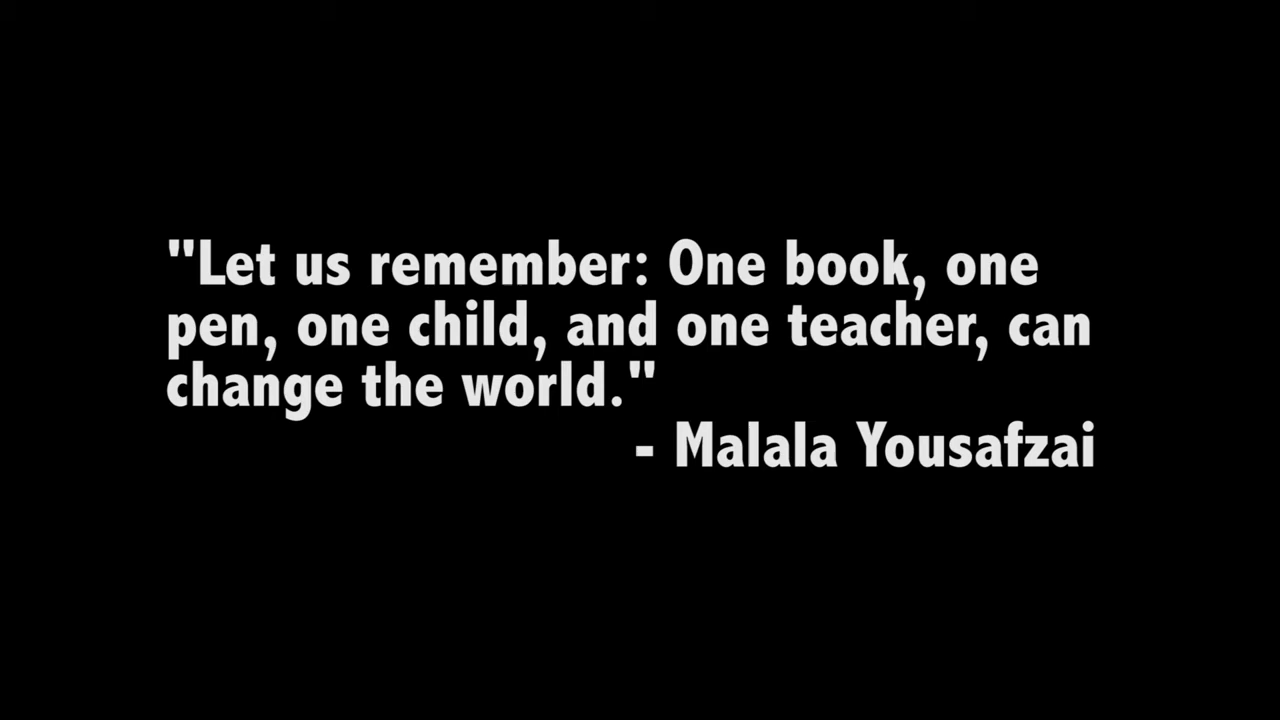 "Let us remember: One book, one
pen, one child, and one teacher, can
change the world."
- Malala Yousafzai